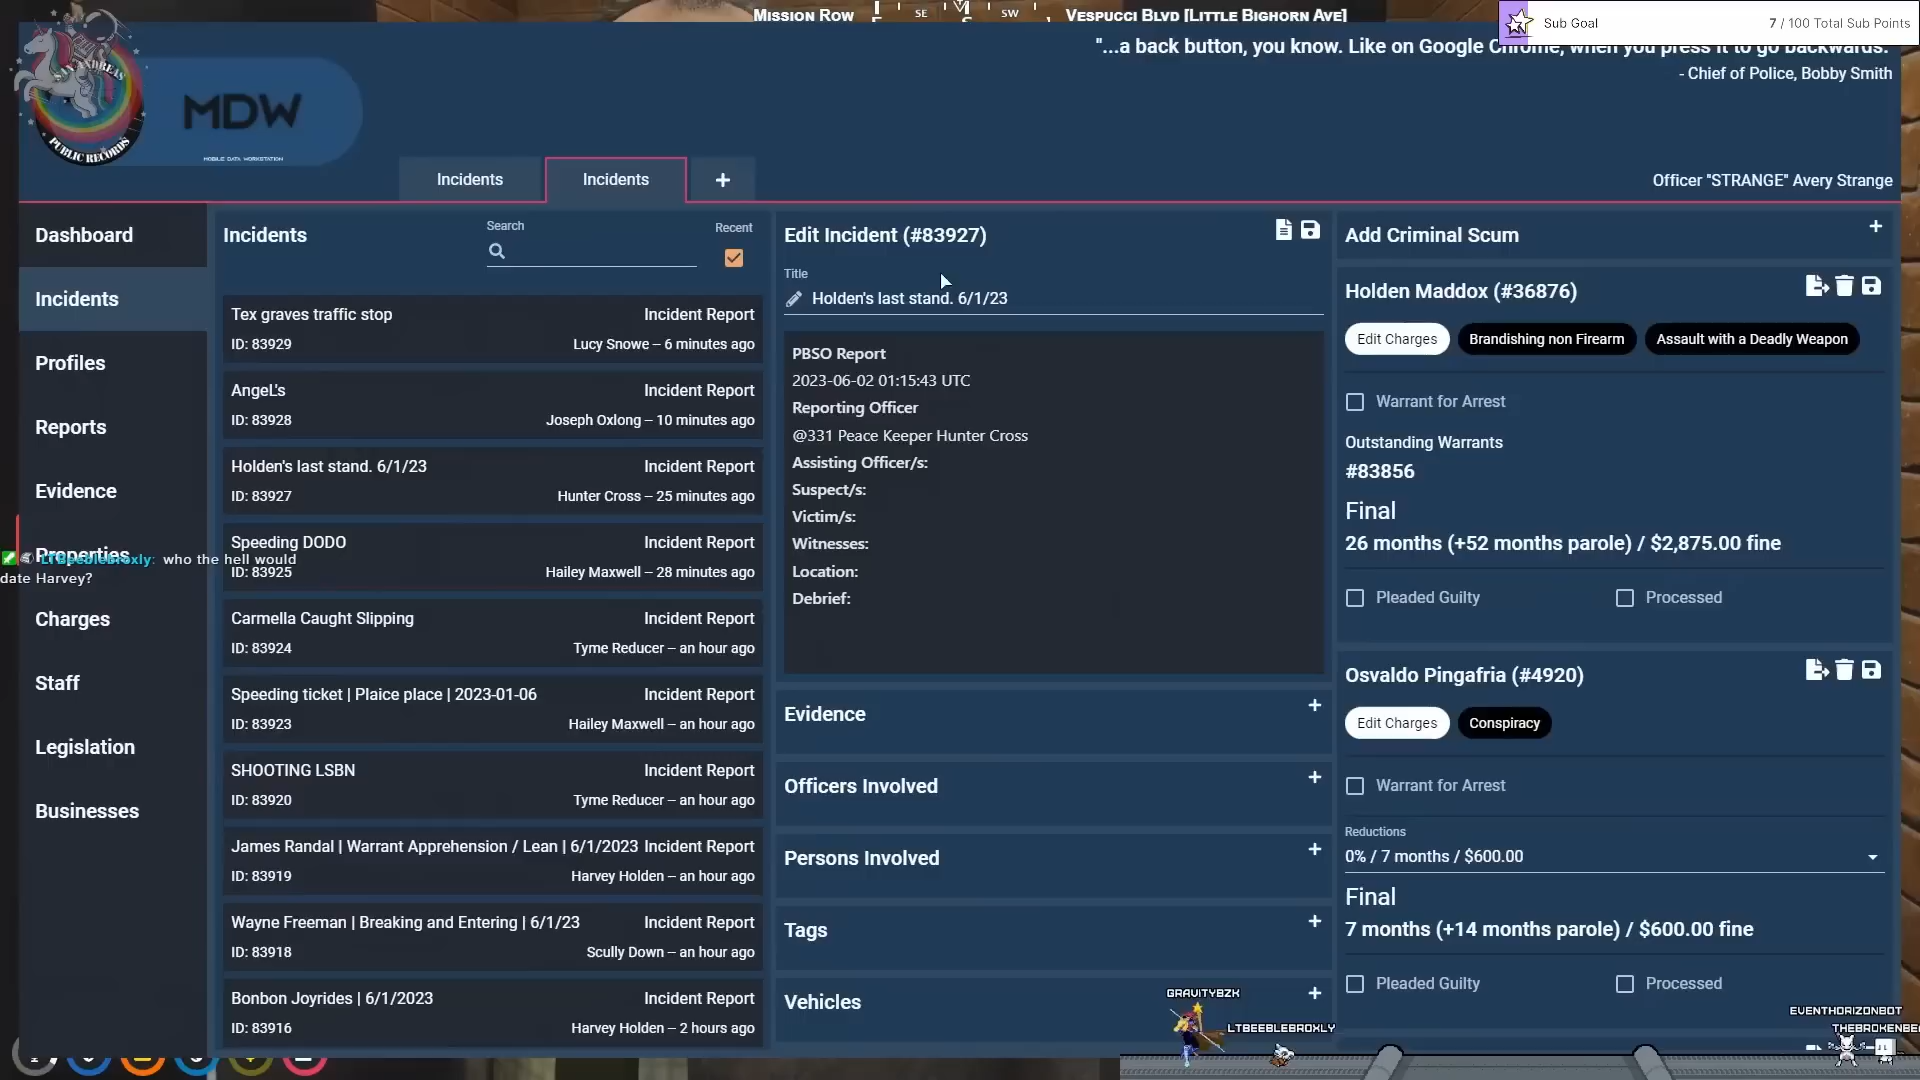 Mission Row
SE
S
SW
Vespucci Blvd [Little Bighorn Ave]
Sub Goal
7 / 100 Total Sub Points
"...a back button, you know. Like on Google Chrome, when you press it to go backwards."
- Chief of Police, Bobby Smith
SAN ANDREAS
PUBLIC RECORDS
MDW
MOBILE DATA WORKSTATION
Incidents
Incidents
+
Officer "STRANGE" Avery Strange
Dashboard
Incidents
Profiles
Reports
Evidence
Properties
LTBeeblebroxly: who the hell would
date Harvey?
Charges
Staff
Legislation
Businesses
Incidents
Search
Recent
Tex graves traffic stop
Incident Report
ID: 83929
Lucy Snowe – 6 minutes ago
AngeL's
Incident Report
ID: 83928
Joseph Oxlong – 10 minutes ago
Holden's last stand. 6/1/23
Incident Report
ID: 83927
Hunter Cross – 25 minutes ago
Speeding DODO
Incident Report
ID: 83925
Hailey Maxwell – 28 minutes ago
Carmella Caught Slipping
Incident Report
ID: 83924
Tyme Reducer – an hour ago
Speeding ticket | Plaice place | 2023-01-06
Incident Report
ID: 83923
Hailey Maxwell – an hour ago
SHOOTING LSBN
Incident Report
ID: 83920
Tyme Reducer – an hour ago
James Randal | Warrant Apprehension / Lean | 6/1/2023
Incident Report
ID: 83919
Harvey Holden – an hour ago
Wayne Freeman | Breaking and Entering | 6/1/23
Incident Report
ID: 83918
Scully Down – an hour ago
Bonbon Joyrides | 6/1/2023
Incident Report
ID: 83916
Harvey Holden – 2 hours ago
Edit Incident (#83927)
Title
Holden's last stand. 6/1/23
PBSO Report
2023-06-02 01:15:43 UTC
Reporting Officer
@331 Peace Keeper Hunter Cross
Assisting Officer/s:
Suspect/s:
Victim/s:
Witnesses:
Location:
Debrief:
Evidence
+
Officers Involved
+
Persons Involved
+
Tags
+
Vehicles
+
Add Criminal Scum
+
Holden Maddox (#36876)
Edit Charges
Brandishing non Firearm
Assault with a Deadly Weapon
Warrant for Arrest
Outstanding Warrants
#83856
Final
26 months (+52 months parole) / $2,875.00 fine
Pleaded Guilty
Processed
Osvaldo Pingafria (#4920)
Edit Charges
Conspiracy
Warrant for Arrest
Reductions
0% / 7 months / $600.00
Final
7 months (+14 months parole) / $600.00 fine
Pleaded Guilty
Processed
GRAVITYBZK
LTBEEBLEBROXLY
EVENTHORIZONBOT
THEBROKENBE